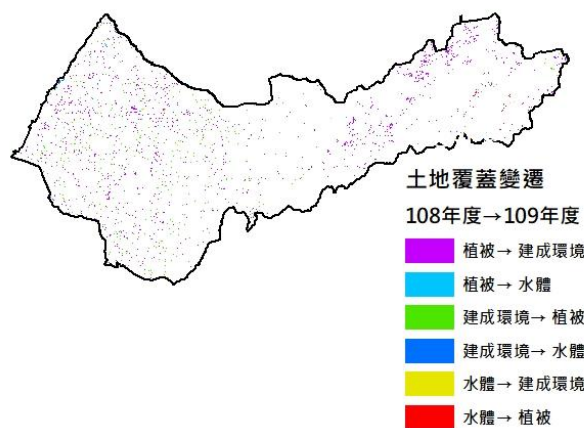 土地覆蓋變遷
108年度→109年度
植被→ 建成環境
植被→ 水體
建成環境→ 植被
建成環境→ 水體
水體→ 建成環境
水體→ 植被